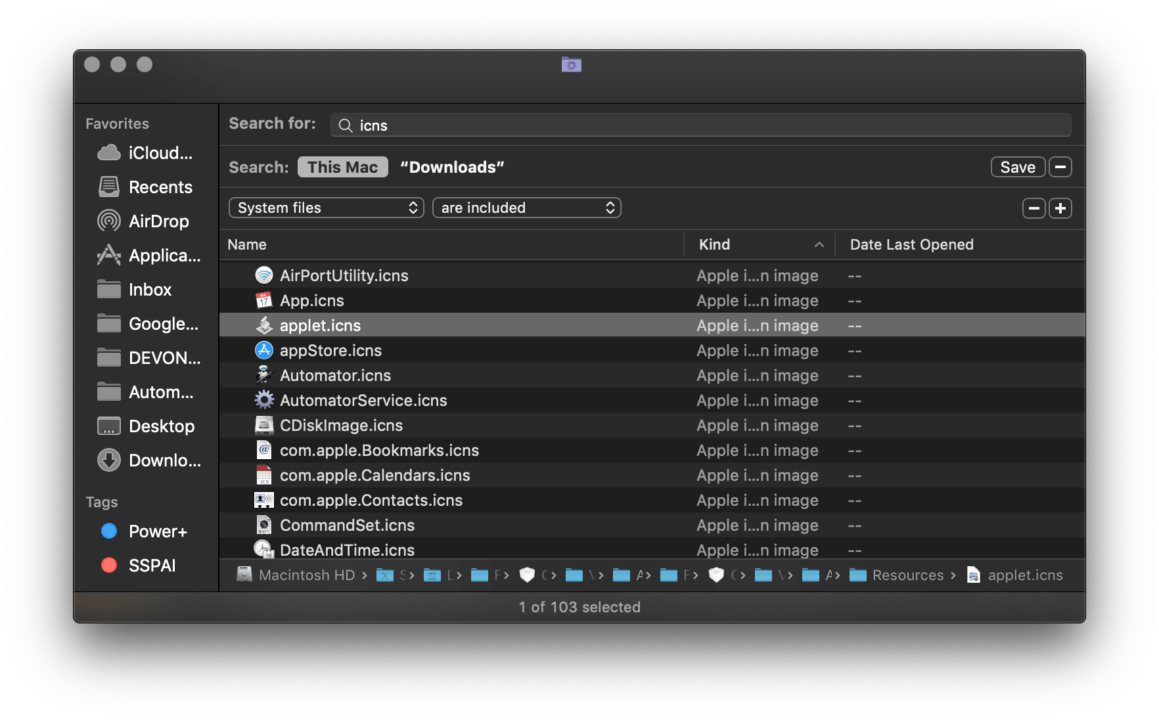 Favorites
iCloud...
Recents
AirDrop
Applica...
Inbox
Google...
DEVON...
Autom...
Desktop
Downlo...
Tags
Power+
SSPAI
Search for: icns
Search: This Mac “Downloads” Save
System files are included
Name Kind Date Last Opened
AirPortUtility.icns Apple i...n image --
App.icns Apple i...n image --
applet.icns Apple i...n image --
appStore.icns Apple i...n image --
Automator.icns Apple i...n image --
AutomatorService.icns Apple i...n image --
CDiskImage.icns Apple i...n image --
com.apple.Bookmarks.icns Apple i...n image --
com.apple.Calendars.icns Apple i...n image --
com.apple.Contacts.icns Apple i...n image --
CommandSet.icns Apple i...n image --
DateAndTime.icns Apple i...n image --
Macintosh HD › › › › › › › › › › › Resources › applet.icns
1 of 103 selected